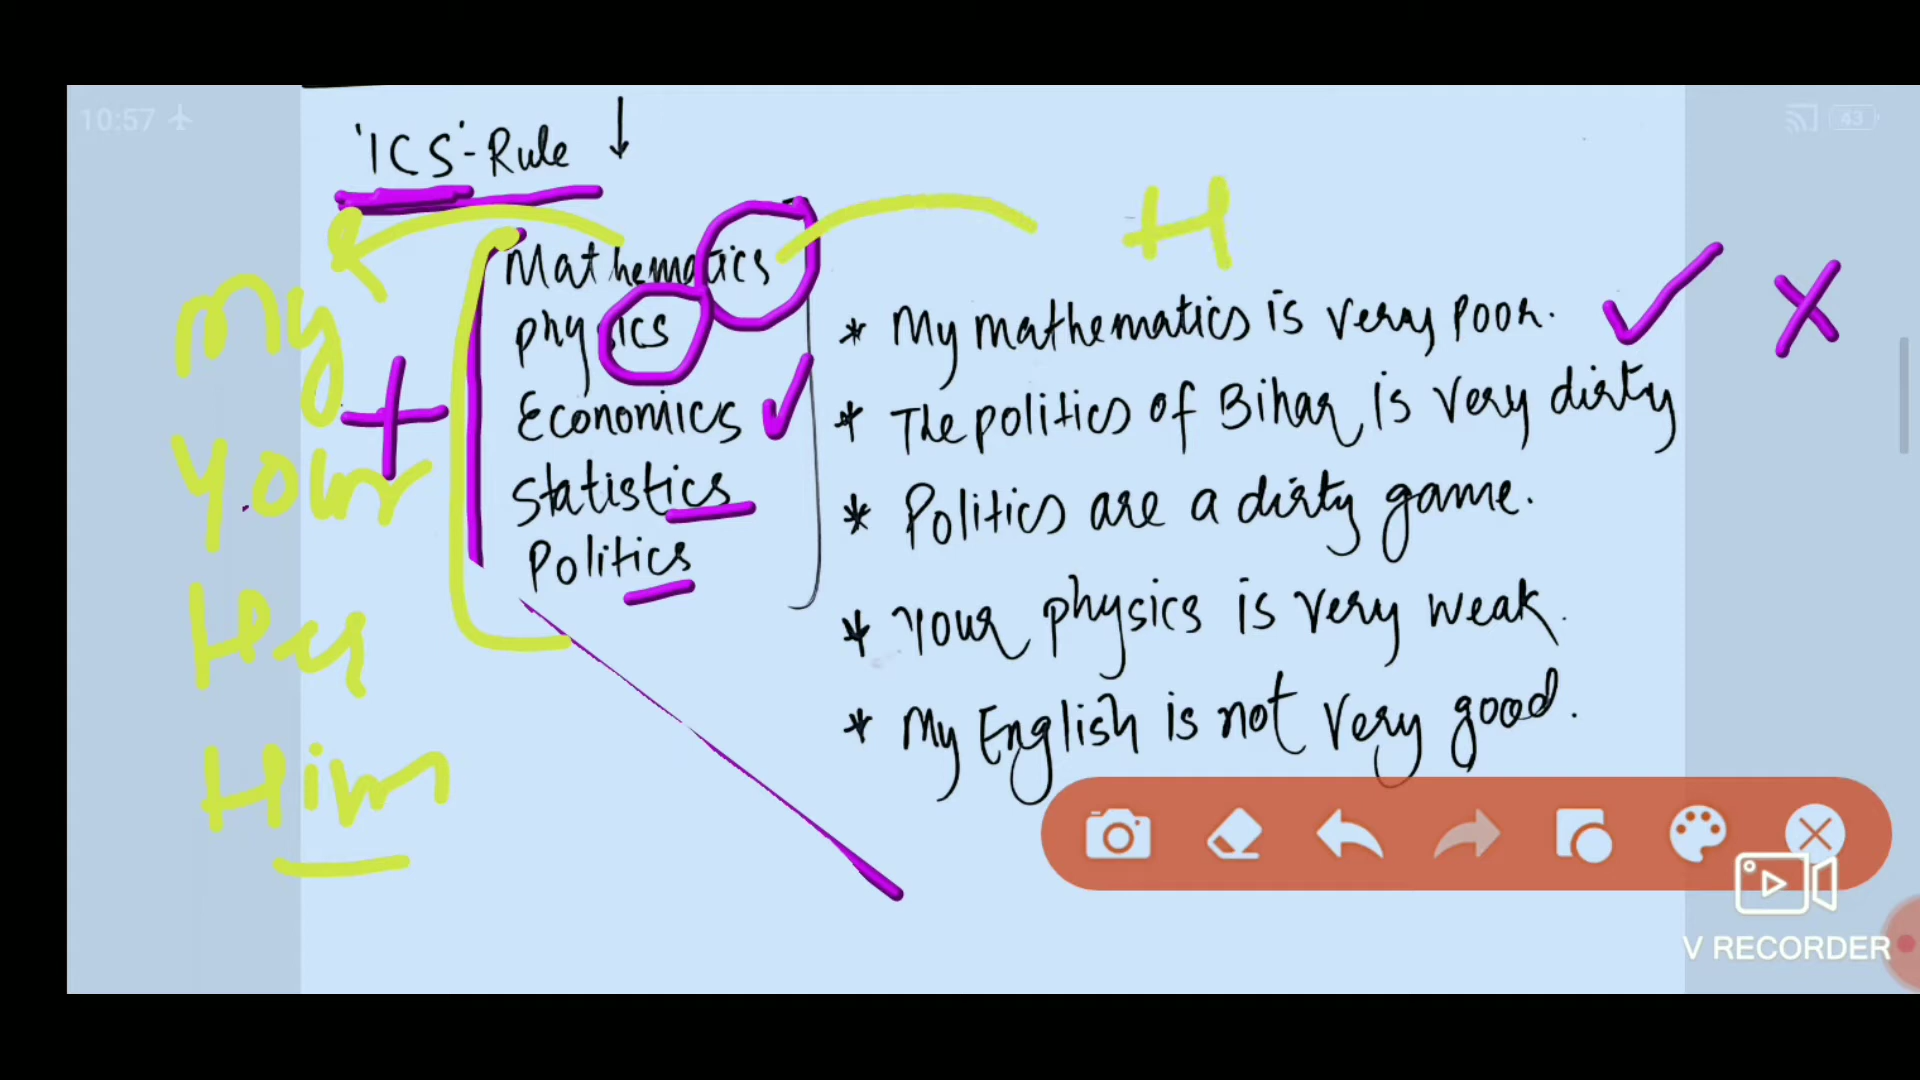 10:57
43
'ICS'-Rule ↓
H
Mathematics
physics
Economics
Statistics
Politics
My
Your
Her
Him
+
* My mathematics is very poor.
* The politics of Bihar is very dirty
* Politics are a dirty game.
* Your physics is very weak.
* My English is not very good.
V RECORDER